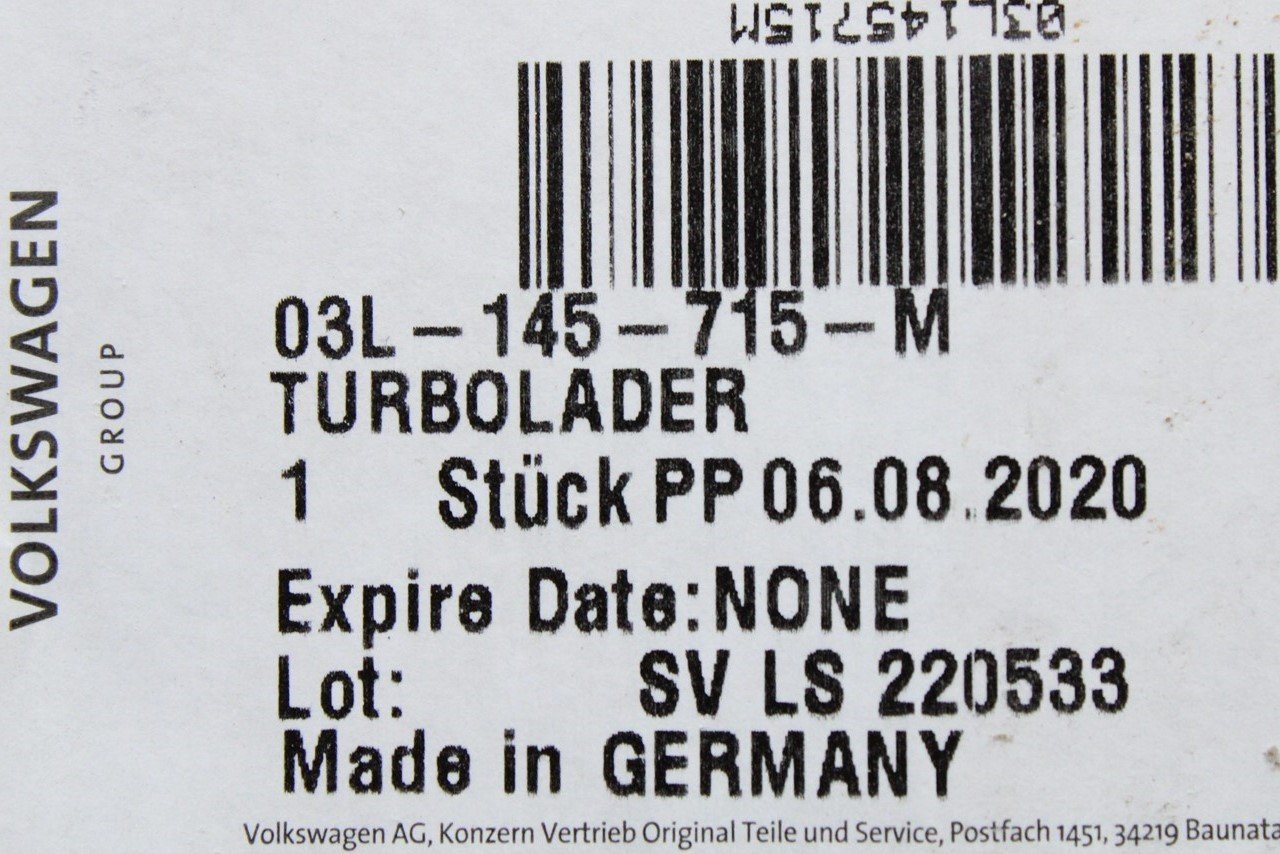 03L145715M
03L-145-715-M
TURBOLADER
1 Stück PP 06.08.2020
Expire Date:NONE
Lot: SV LS 220533
Made in GERMANY
Volkswagen AG, Konzern Vertrieb Original Teile und Service, Postfach 1451, 34219 Baunata
VOLKSWAGEN
GROUP